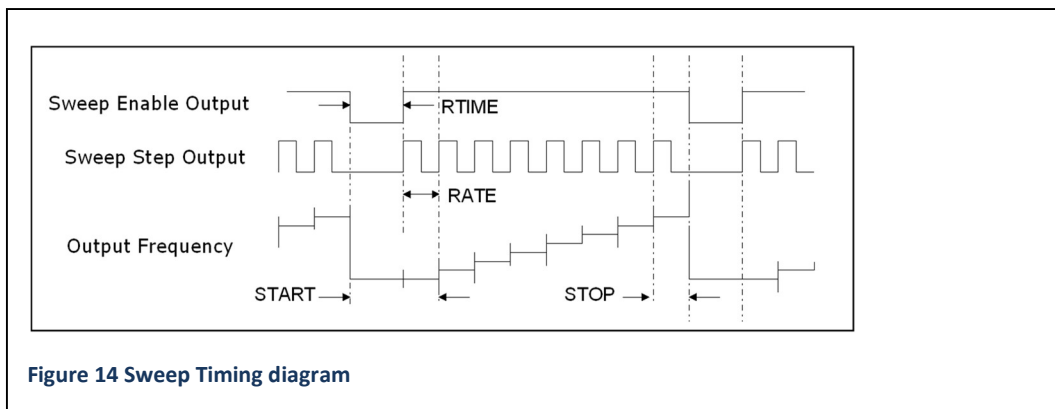 Sweep Enable Output
RTIME
Sweep Step Output
RATE
Output Frequency
START
STOP
Figure 14 Sweep Timing diagram